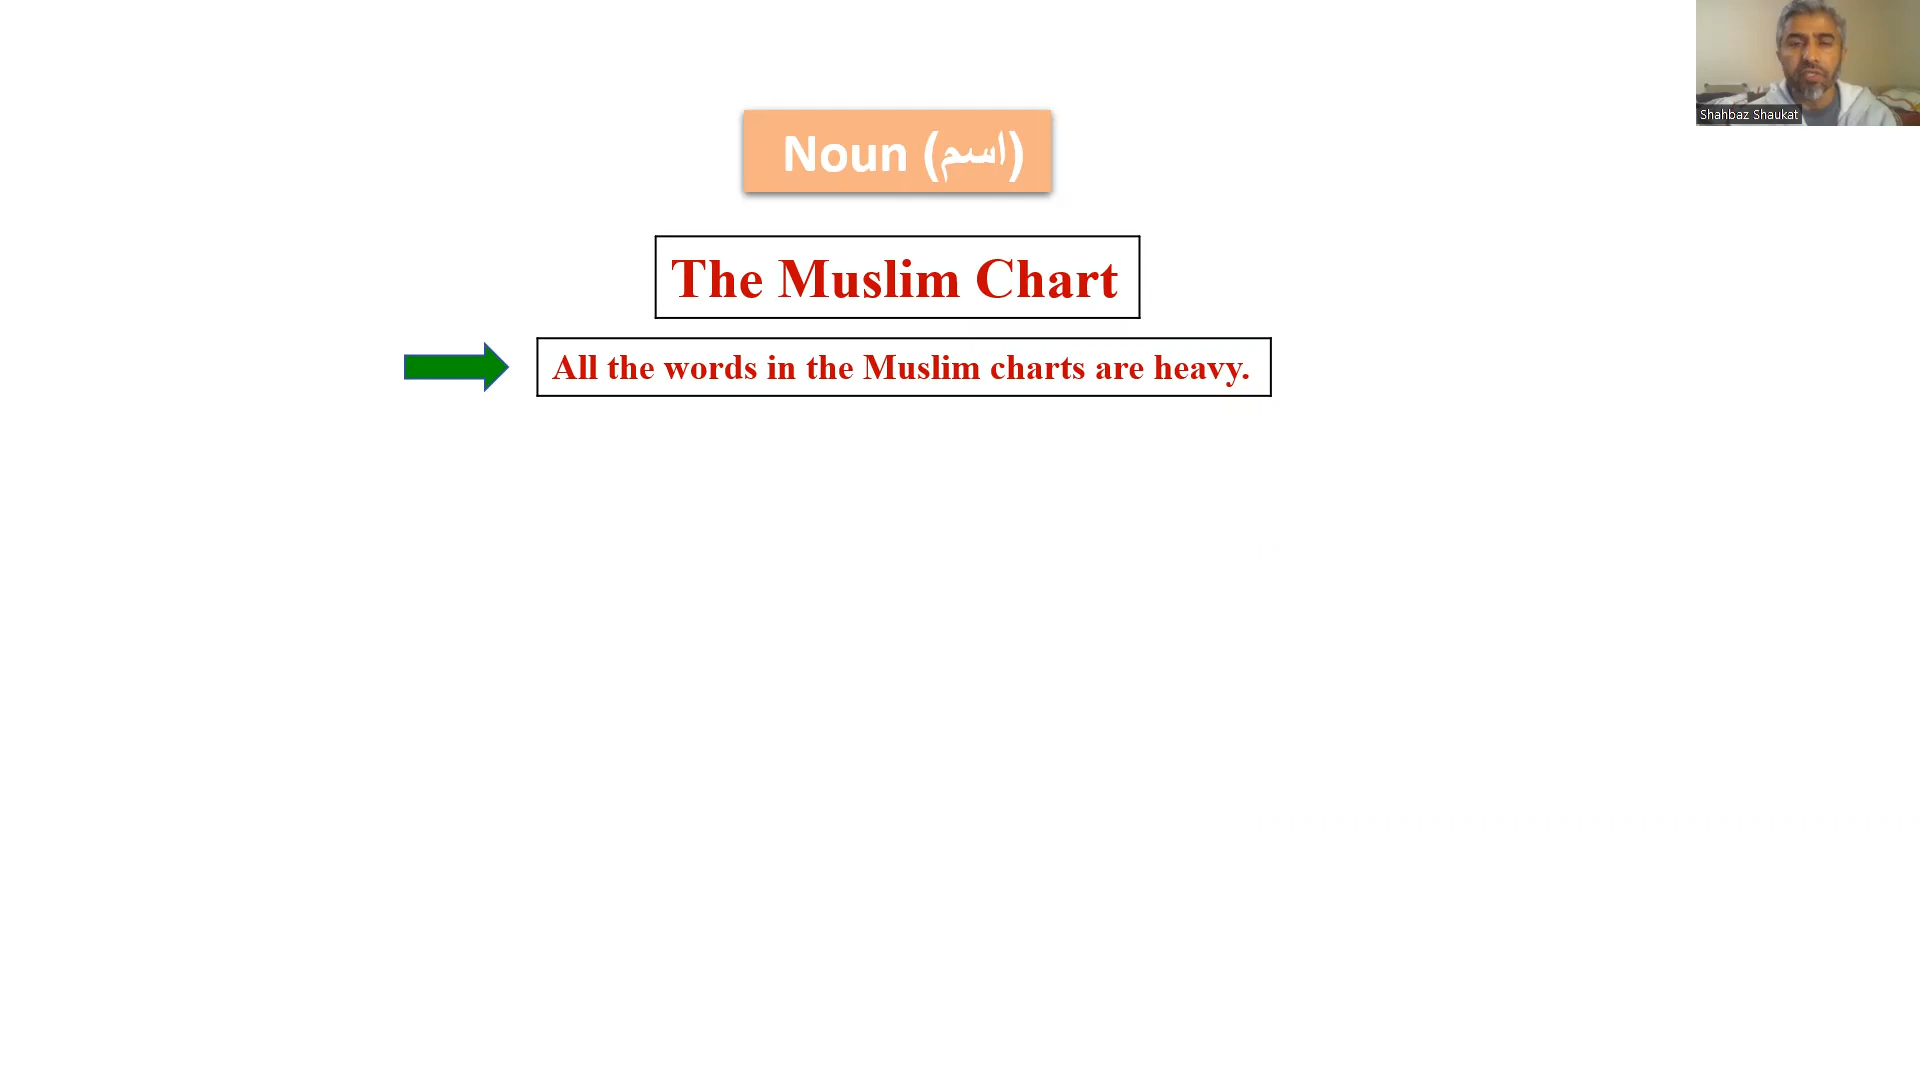 Noun (اسم)
The Muslim Chart
All the words in the Muslim charts are heavy.
Shahbaz Shaukat